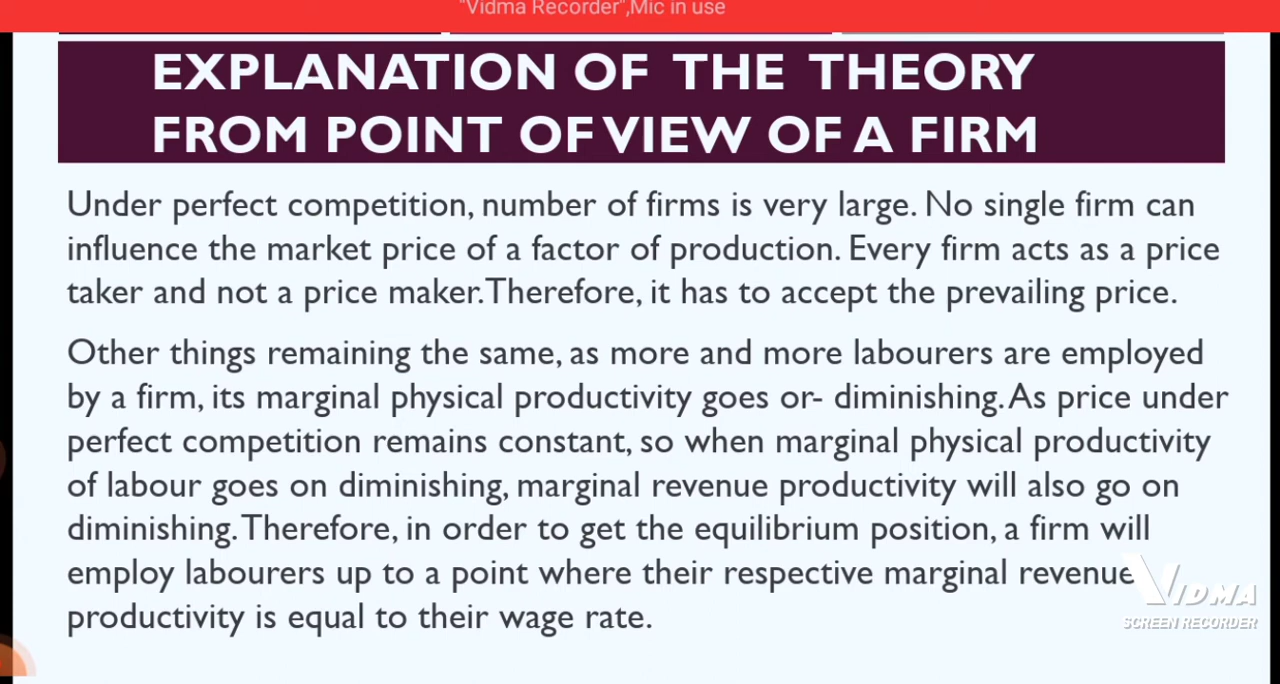 "Vidma Recorder",Mic in use
EXPLANATION OF THE THEORY
FROM POINT OF VIEW OF A FIRM
Under perfect competition, number of firms is very large. No single firm can
influence the market price of a factor of production. Every firm acts as a price
taker and not a price maker. Therefore, it has to accept the prevailing price.
Other things remaining the same, as more and more labourers are employed
by a firm, its marginal physical productivity goes or- diminishing. As price under
perfect competition remains constant, so when marginal physical productivity
of labour goes on diminishing, marginal revenue productivity will also go on
diminishing. Therefore, in order to get the equilibrium position, a firm will
employ labourers up to a point where their respective marginal revenue
productivity is equal to their wage rate.
VIDMA
SCREEN RECORDER